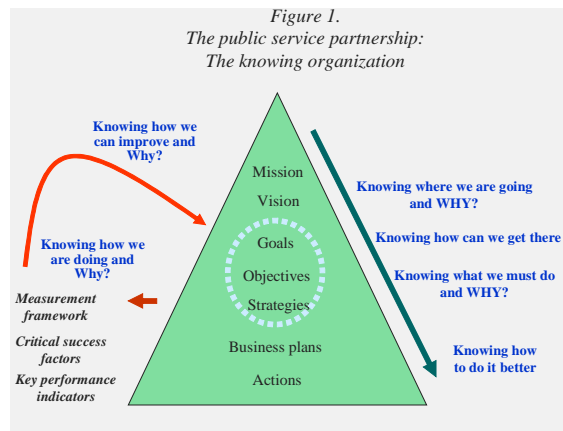 Figure 1.
The public service partnership:
The knowing organization
Knowing how we
can improve and
Why?
Knowing how we
are doing and
Why?
Measurement
framework
Critical success
factors
Key performance
indicators
Mission
Vision
Goals
Objectives
Strategies
Business plans
Actions
Knowing where we are going
and WHY?
Knowing how can we get there
Knowing what we must do
and WHY?
Knowing how
to do it better